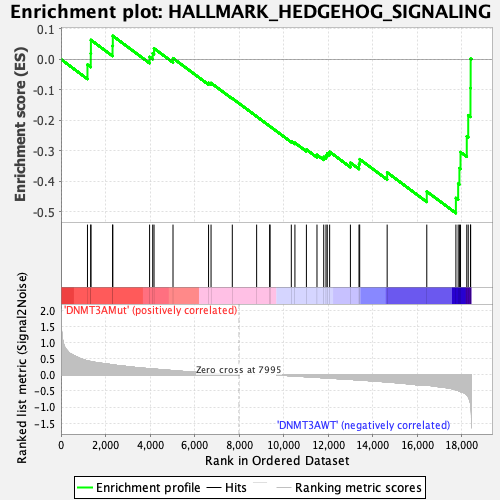 Enrichment plot: HALLMARK_HEDGEHOG_SIGNALING
Enrichment score (ES)
0.1
0.0
-0.1
-0.2
-0.3
-0.4
-0.5
'DNMT3AMut' (positively correlated)
Ranked list metric (Signal2Noise)
2.0
1.5
1.0
0.5
0.0
-0.5
-1.0
-1.5
Zero cross at 7995
'DNMT3AWT' (negatively correlated)
0 2,000 4,000 6,000 8,000 10,000 12,000 14,000 16,000 18,000
Rank in Ordered Dataset
Enrichment profile Hits Ranking metric scores